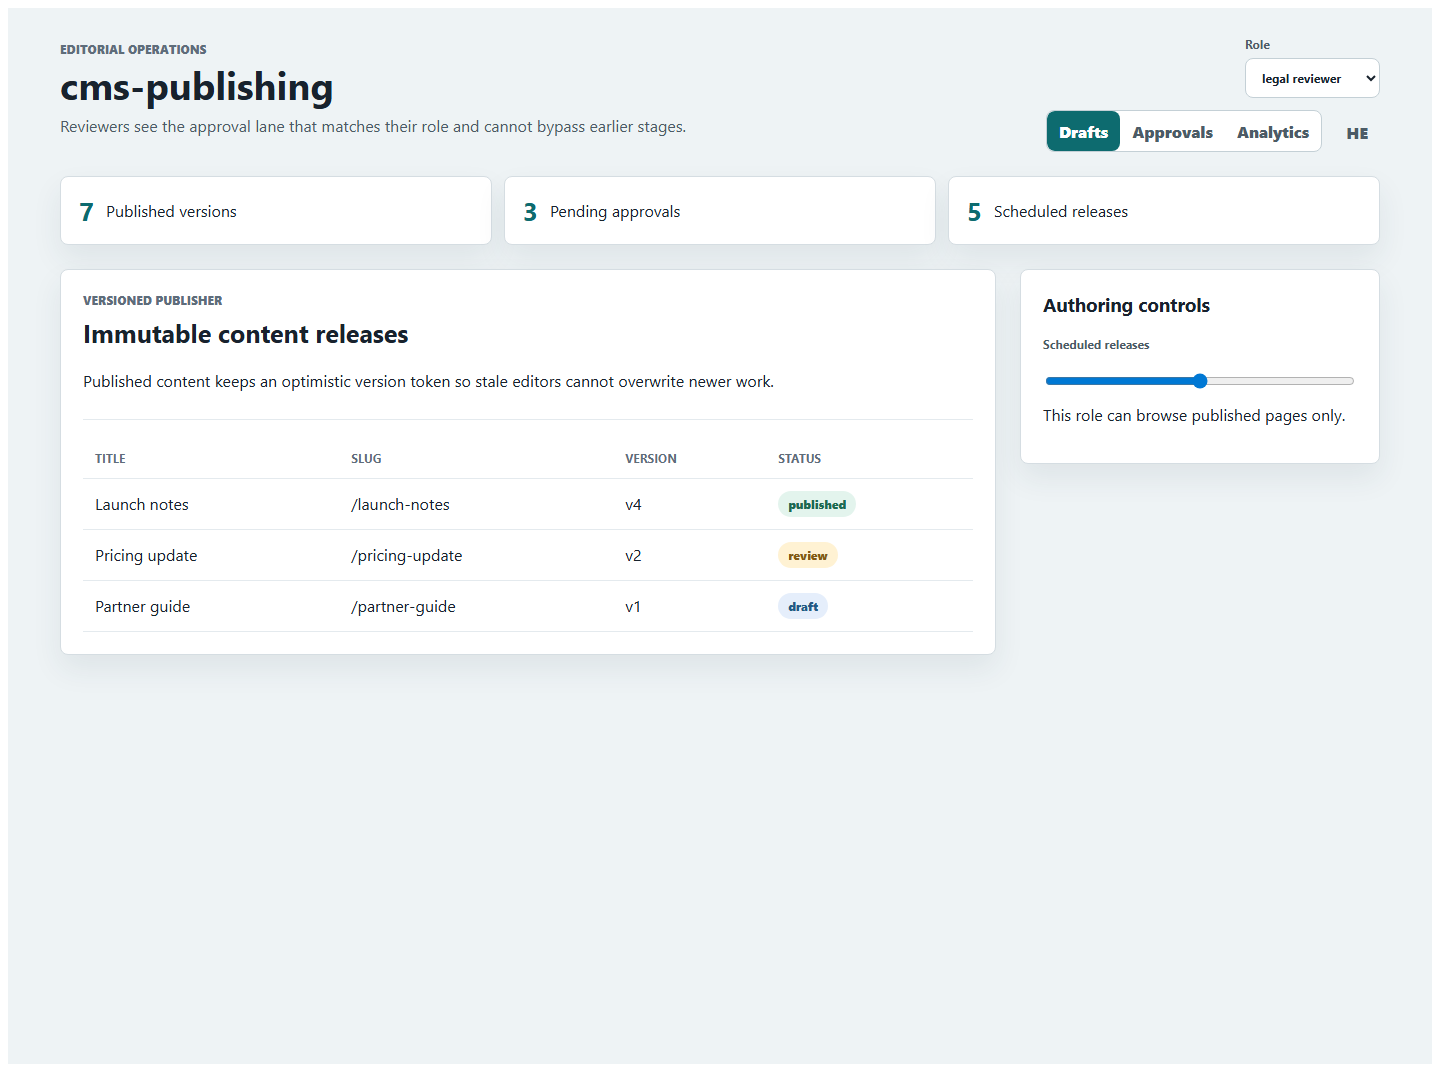 EDITORIAL OPERATIONS
cms-publishing
Reviewers see the approval lane that matches their role and cannot bypass earlier stages.
Role
legal reviewer
Drafts Approvals Analytics HE
7 Published versions
3 Pending approvals
5 Scheduled releases
VERSIONED PUBLISHER
Immutable content releases
Published content keeps an optimistic version token so stale editors cannot overwrite newer work.
TITLE SLUG VERSION STATUS
Launch notes /launch-notes v4 published
Pricing update /pricing-update v2 review
Partner guide /partner-guide v1 draft
Authoring controls
Scheduled releases
This role can browse published pages only.